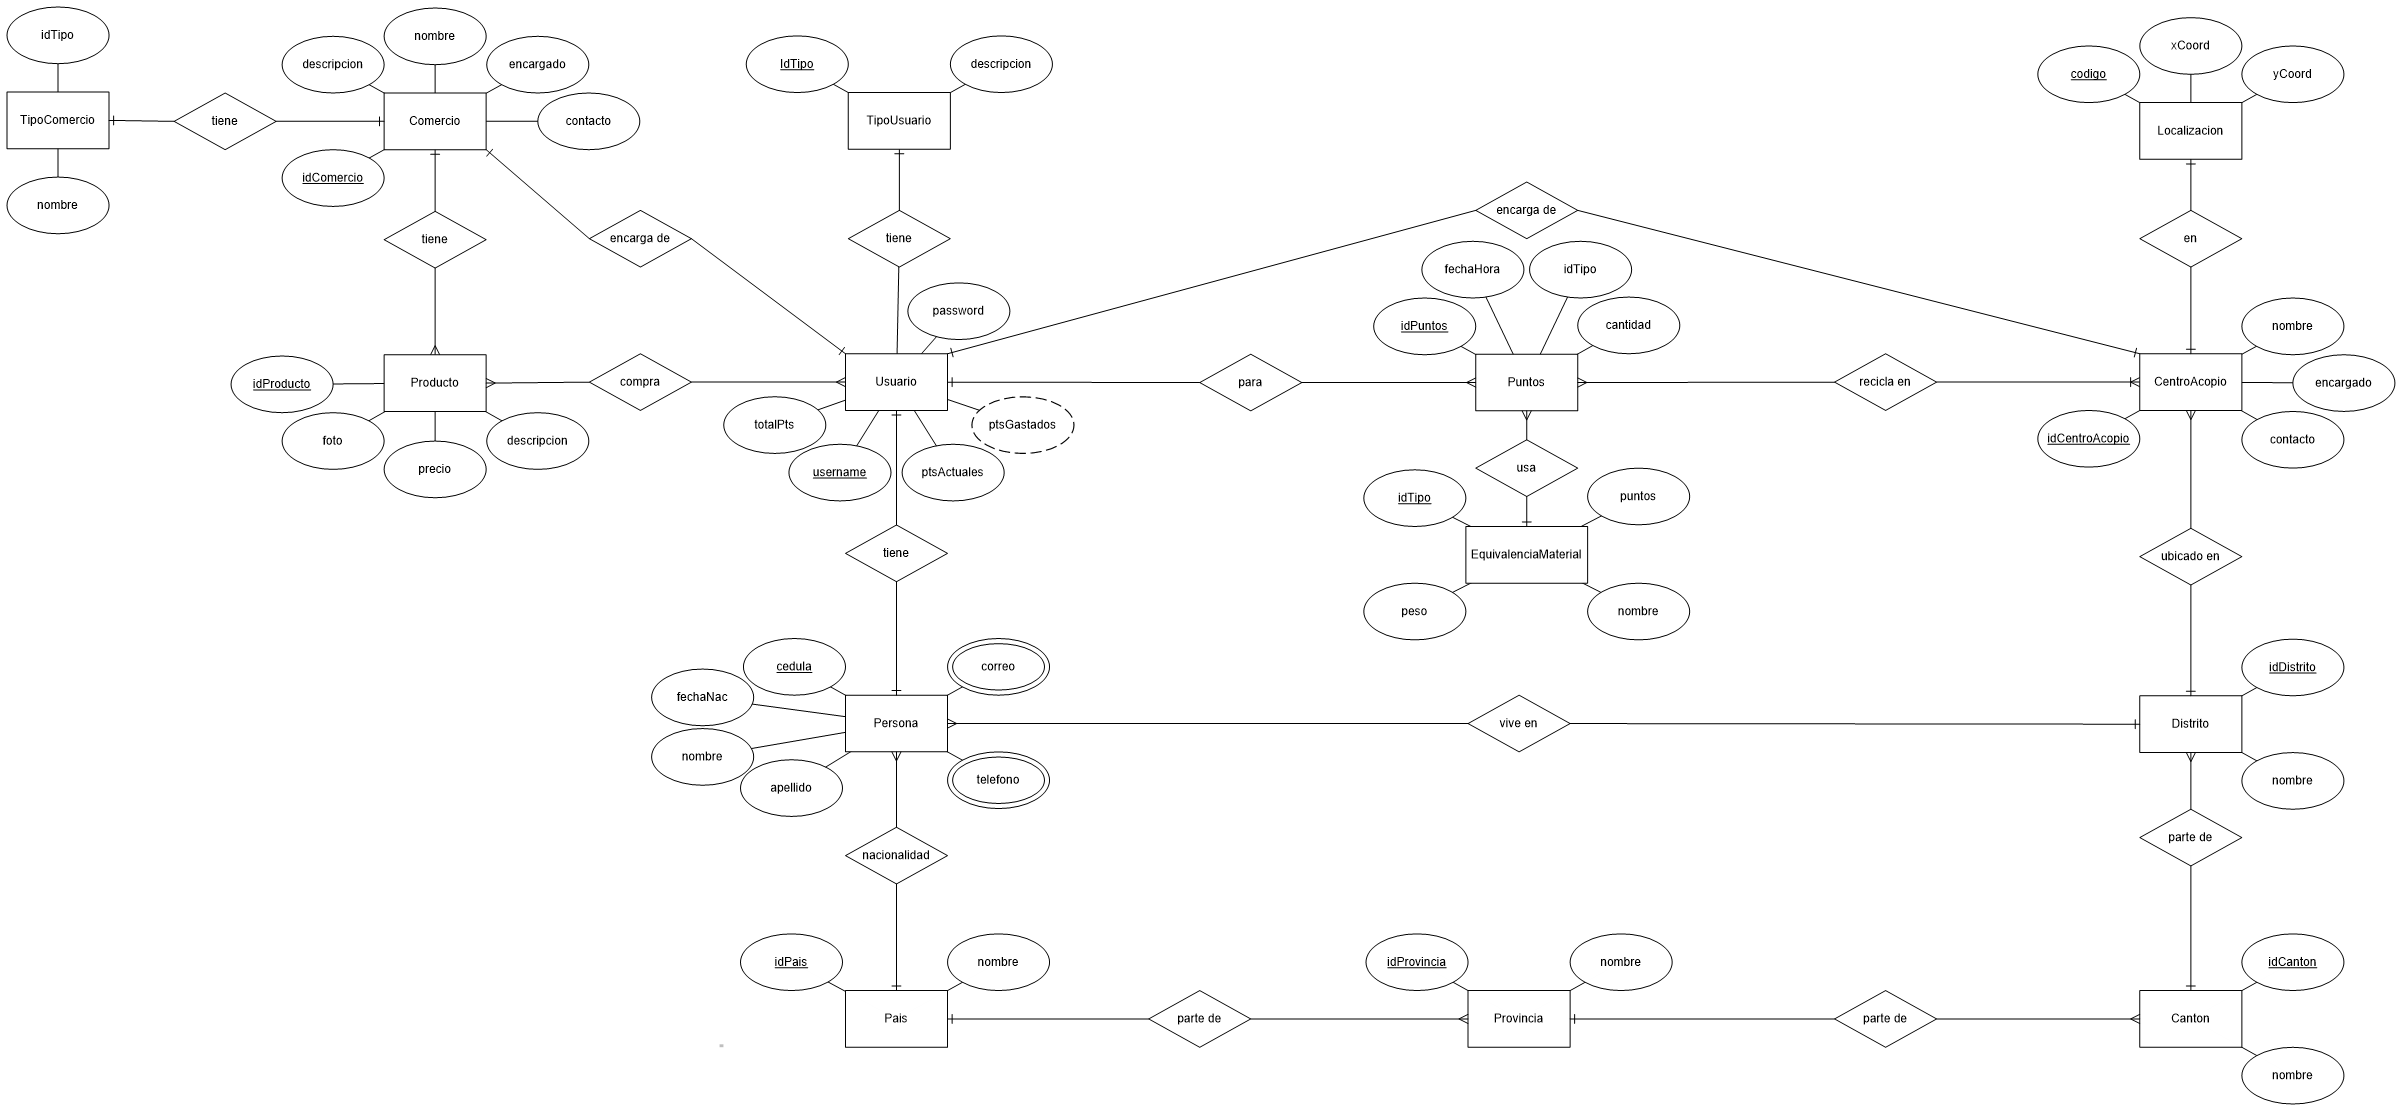 idTipo
nombre
descripcion
encargado
IdTipo
descripcion
xCoord
codigo
yCoord
TipoComercio
tiene
Comercio
contacto
TipoUsuario
Localizacion
idComercio
nombre
tiene
encarga de
tiene
encarga de
en
fechaHora
idTipo
password
idPuntos
cantidad
nombre
idProducto
Producto
compra
Usuario
para
Puntos
recicla en
CentroAcopio
encargado
totalPts
ptsGastados
foto
descripcion
idCentroAcopio
contacto
precio
username
ptsActuales
usa
idTipo
puntos
tiene
EquivalenciaMaterial
ubicado en
peso
nombre
cedula
correo
idDistrito
fechaNac
Persona
vive en
Distrito
nombre
apellido
telefono
nombre
nacionalidad
parte de
idPais
nombre
idProvincia
nombre
idCanton
Pais
parte de
Provincia
parte de
Canton
nombre